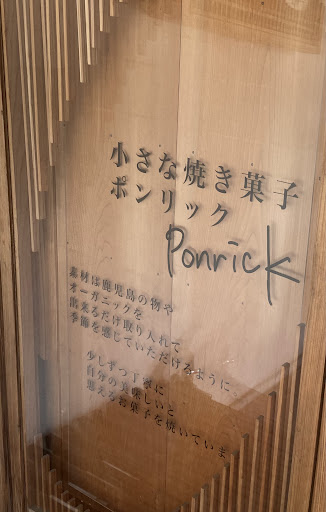 小さな焼き菓子
ポンリック
Ponrick
素材は鹿児島の物や
オーガニックを
出来るだけ取り入れて
季節を感じていただけるように
少しずつ丁寧に
自分の美味しいと
思えるお菓子を焼いていま